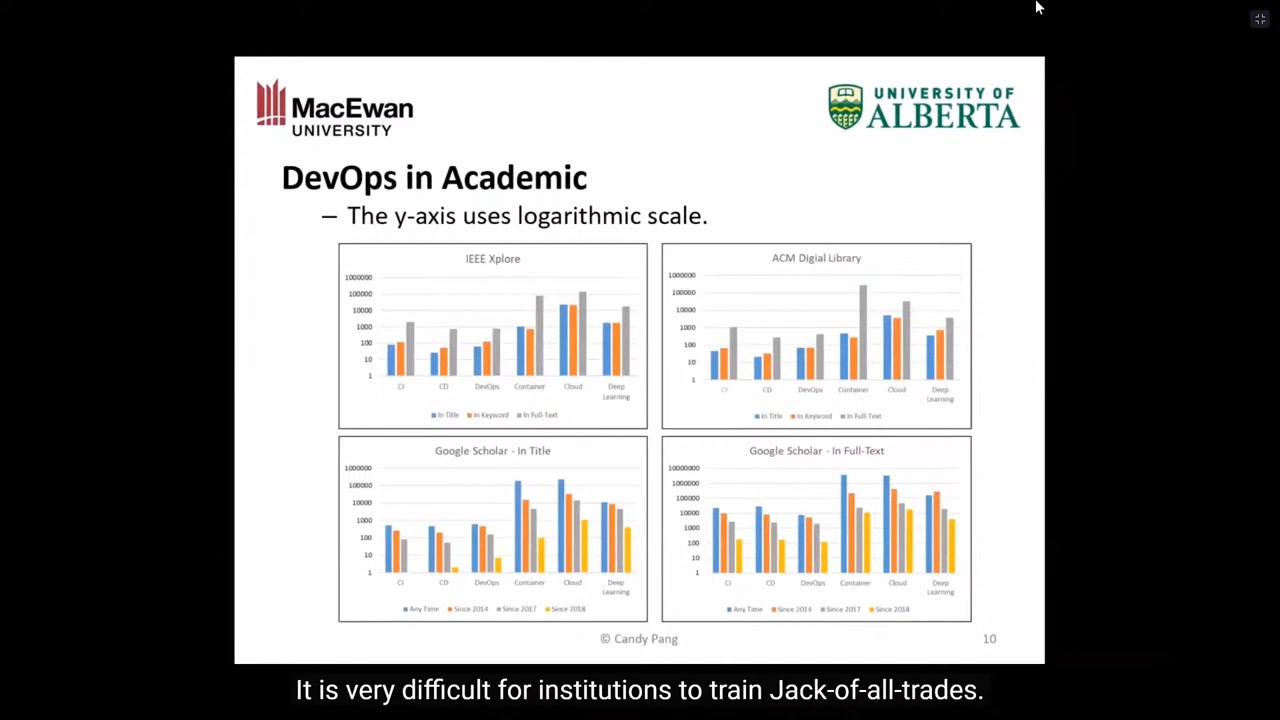 MacEwan
UNIVERSITY
UNIVERSITY OF
ALBERTA
DevOps in Academic
– The y-axis uses logarithmic scale.
IEEE Xplore
1000000
100000
10000
1000
100
10
1
CI CD DevOps Container Cloud Deep
Learning
In Title In Keyword In Full-Text
ACM Digial Library
1000000
100000
10000
1000
100
10
1
CI CD DevOps Container Cloud Deep
Learning
In Title In Keyword In Full-Text
Google Scholar - In Title
1000000
100000
10000
1000
100
10
1
CI CD DevOps Container Cloud Deep
Learning
Any Time Since 2014 Since 2017 Since 2018
Google Scholar - In Full-Text
10000000
1000000
100000
10000
1000
100
10
1
CI CD DevOps Container Cloud Deep
Learning
Any Time Since 2014 Since 2017 Since 2018
© Candy Pang
10
It is very difficult for institutions to train Jack-of-all-trades.